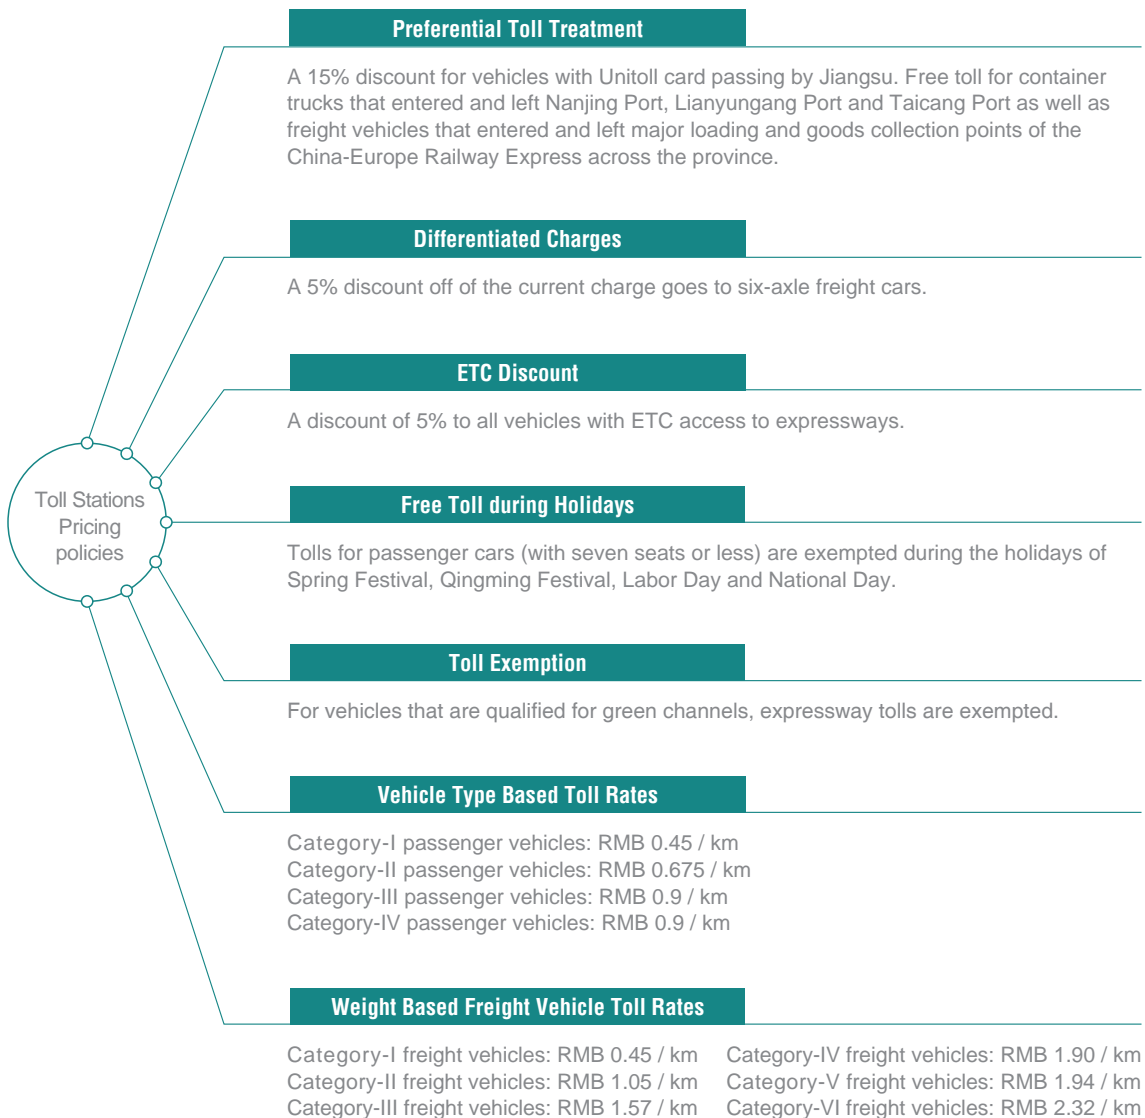 Preferential Toll Treatment
A 15% discount for vehicles with Unitoll card passing by Jiangsu. Free toll for container
trucks that entered and left Nanjing Port, Lianyungang Port and Taicang Port as well as
freight vehicles that entered and left major loading and goods collection points of the
China-Europe Railway Express across the province.
Differentiated Charges
A 5% discount off of the current charge goes to six-axle freight cars.
ETC Discount
A discount of 5% to all vehicles with ETC access to expressways.
Toll Stations
Pricing
policies
Free Toll during Holidays
Tolls for passenger cars (with seven seats or less) are exempted during the holidays of
Spring Festival, Qingming Festival, Labor Day and National Day.
Toll Exemption
For vehicles that are qualified for green channels, expressway tolls are exempted.
Vehicle Type Based Toll Rates
Category-I passenger vehicles: RMB 0.45 / km
Category-II passenger vehicles: RMB 0.675 / km
Category-III passenger vehicles: RMB 0.9 / km
Category-IV passenger vehicles: RMB 0.9 / km
Weight Based Freight Vehicle Toll Rates
Category-I freight vehicles: RMB 0.45 / km
Category-II freight vehicles: RMB 1.05 / km
Category-III freight vehicles: RMB 1.57 / km
Category-IV freight vehicles: RMB 1.90 / km
Category-V freight vehicles: RMB 1.94 / km
Category-VI freight vehicles: RMB 2.32 / km